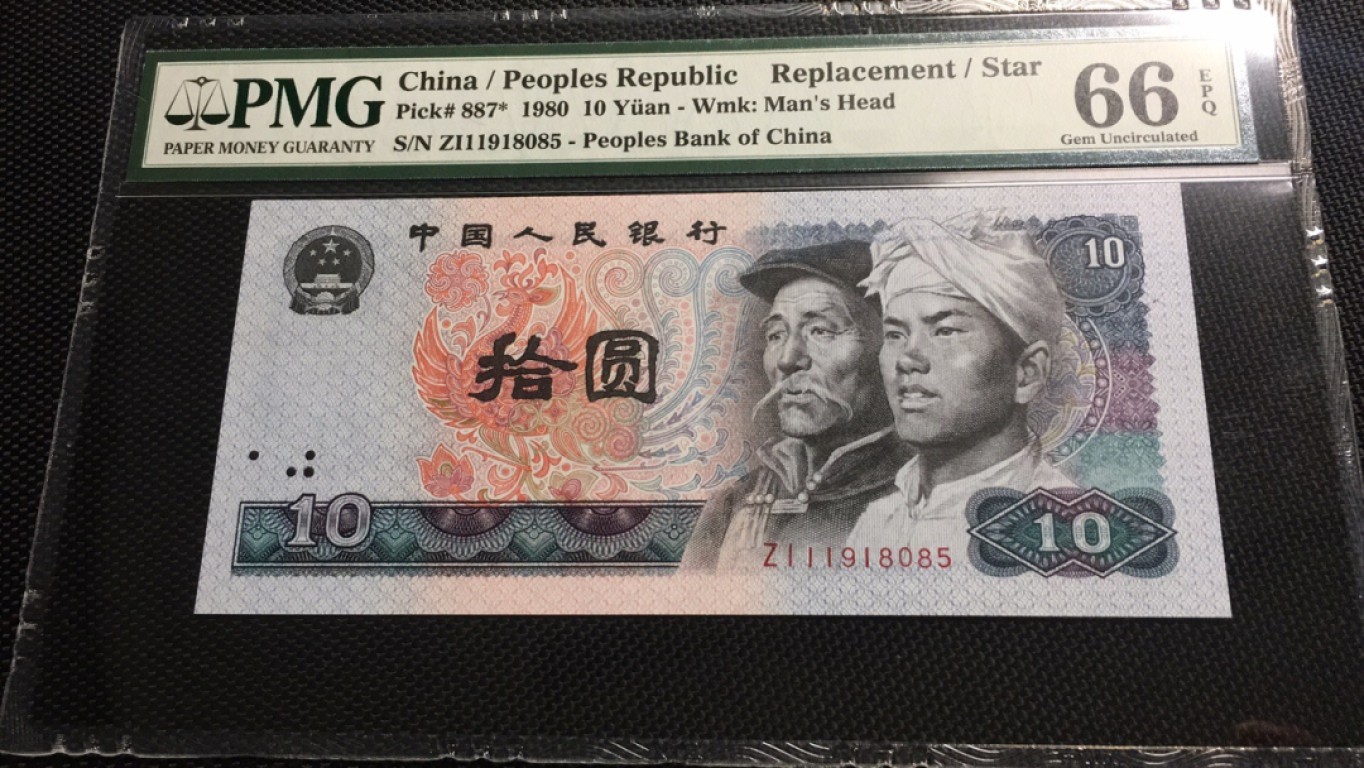 PMG
PAPER MONEY GUARANTY
China / Peoples Republic Replacement / Star
Pick# 887* 1980 10 Yüan - Wmk: Man's Head
S/N ZI11918085 - Peoples Bank of China
66
EPQ
Gem Uncirculated
中国人民银行
10
拾圆
10
10
ZI11918085